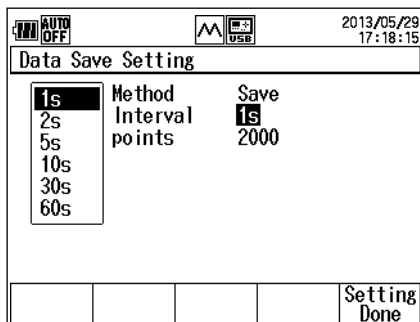 AUTO OFF
USB
2013/05/29
17:18:15
Data Save Setting
1s
2s
5s
10s
30s
60s
Method Save
Interval 1s
points 2000
Setting
Done